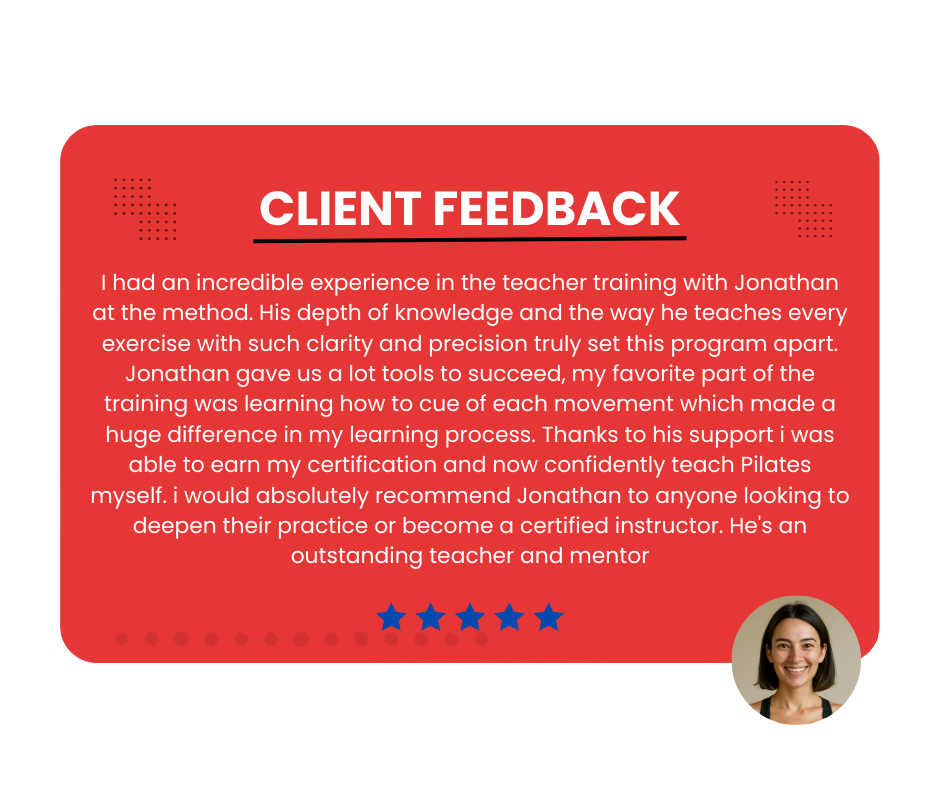 CLIENT FEEDBACK
I had an incredible experience in the teacher training with Jonathan
at the method. His depth of knowledge and the way he teaches every
exercise with such clarity and precision truly set this program apart.
Jonathan gave us a lot tools to succeed, my favorite part of the
training was learning how to cue of each movement which made a
huge difference in my learning process. Thanks to his support i was
able to earn my certification and now confidently teach Pilates
myself. i would absolutely recommend Jonathan to anyone looking to
deepen their practice or become a certified instructor. He's an
outstanding teacher and mentor